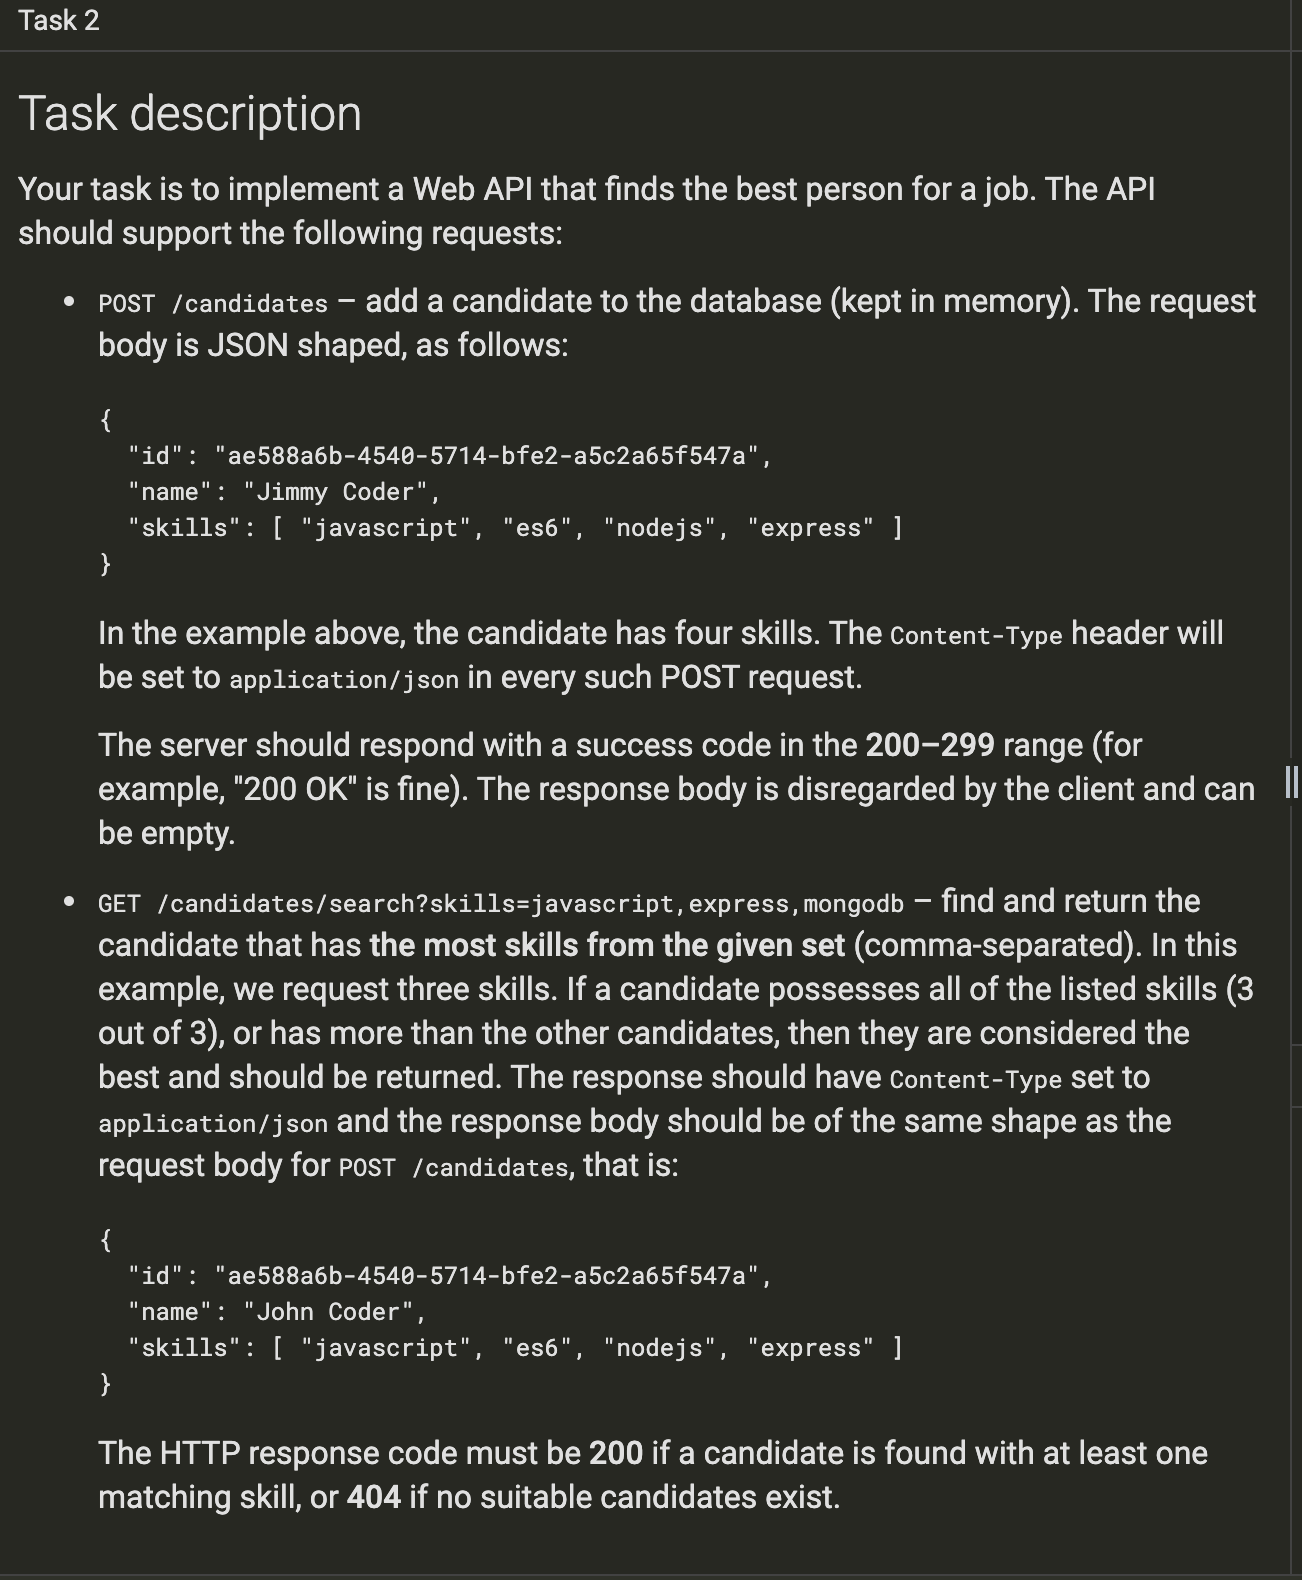 Task 2
Task description
Your task is to implement a Web API that finds the best person for a job. The API
should support the following requests:
• POST /candidates – add a candidate to the database (kept in memory). The request
body is JSON shaped, as follows:
{
"id": "ae588a6b-4540-5714-bfe2-a5c2a65f547a",
"name": "Jimmy Coder",
"skills": [ "javascript", "es6", "nodejs", "express" ]
}
In the example above, the candidate has four skills. The Content-Type header will
be set to application/json in every such POST request.
The server should respond with a success code in the 200–299 range (for
example, "200 OK" is fine). The response body is disregarded by the client and can
be empty.
• GET /candidates/search?skills=javascript,express,mongodb – find and return the
candidate that has the most skills from the given set (comma-separated). In this
example, we request three skills. If a candidate possesses all of the listed skills (3
out of 3), or has more than the other candidates, then they are considered the
best and should be returned. The response should have Content-Type set to
application/json and the response body should be of the same shape as the
request body for POST /candidates, that is:
{
"id": "ae588a6b-4540-5714-bfe2-a5c2a65f547a",
"name": "John Coder",
"skills": [ "javascript", "es6", "nodejs", "express" ]
}
The HTTP response code must be 200 if a candidate is found with at least one
matching skill, or 404 if no suitable candidates exist.